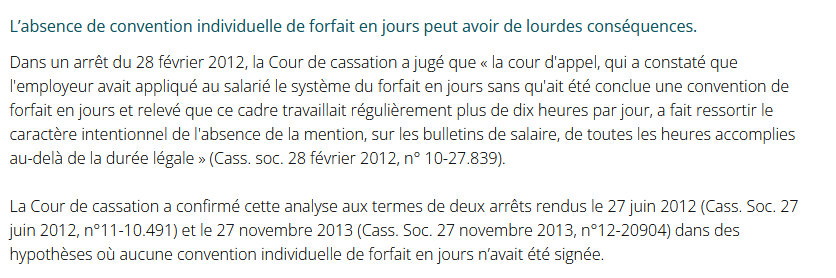 L’absence de convention individuelle de forfait en jours peut avoir de lourdes conséquences.
Dans un arrêt du 28 février 2012, la Cour de cassation a jugé que « la cour d'appel, qui a constaté que
l'employeur avait appliqué au salarié le système du forfait en jours sans qu'ait été conclue une convention de
forfait en jours et relevé que ce cadre travaillait régulièrement plus de dix heures par jour, a fait ressortir le
caractère intentionnel de l'absence de la mention, sur les bulletins de salaire, de toutes les heures accomplies
au-delà de la durée légale » (Cass. soc. 28 février 2012, n° 10-27.839).
La Cour de cassation a confirmé cette analyse aux termes de deux arrêts rendus le 27 juin 2012 (Cass. Soc. 27
juin 2012, n°11-10.491) et le 27 novembre 2013 (Cass. Soc. 27 novembre 2013, n°12-20904) dans des
hypothèses où aucune convention individuelle de forfait en jours n’avait été signée.